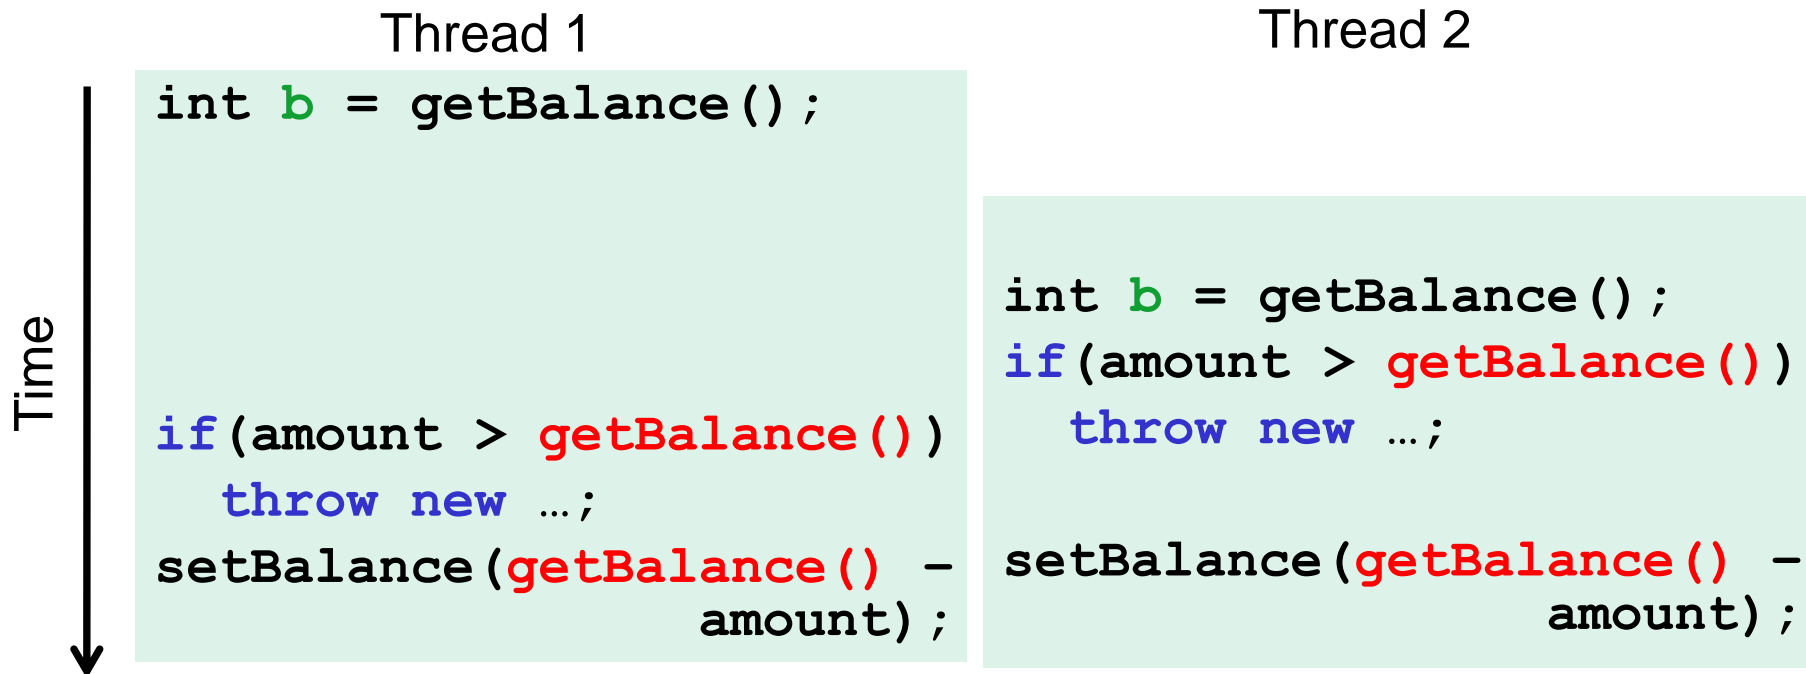 Thread 1
Thread 2
Time
int b = getBalance();
if(amount > getBalance())
throw new …;
setBalance(getBalance() –
amount);
int b = getBalance();
if(amount > getBalance())
throw new …;
setBalance(getBalance() –
amount);